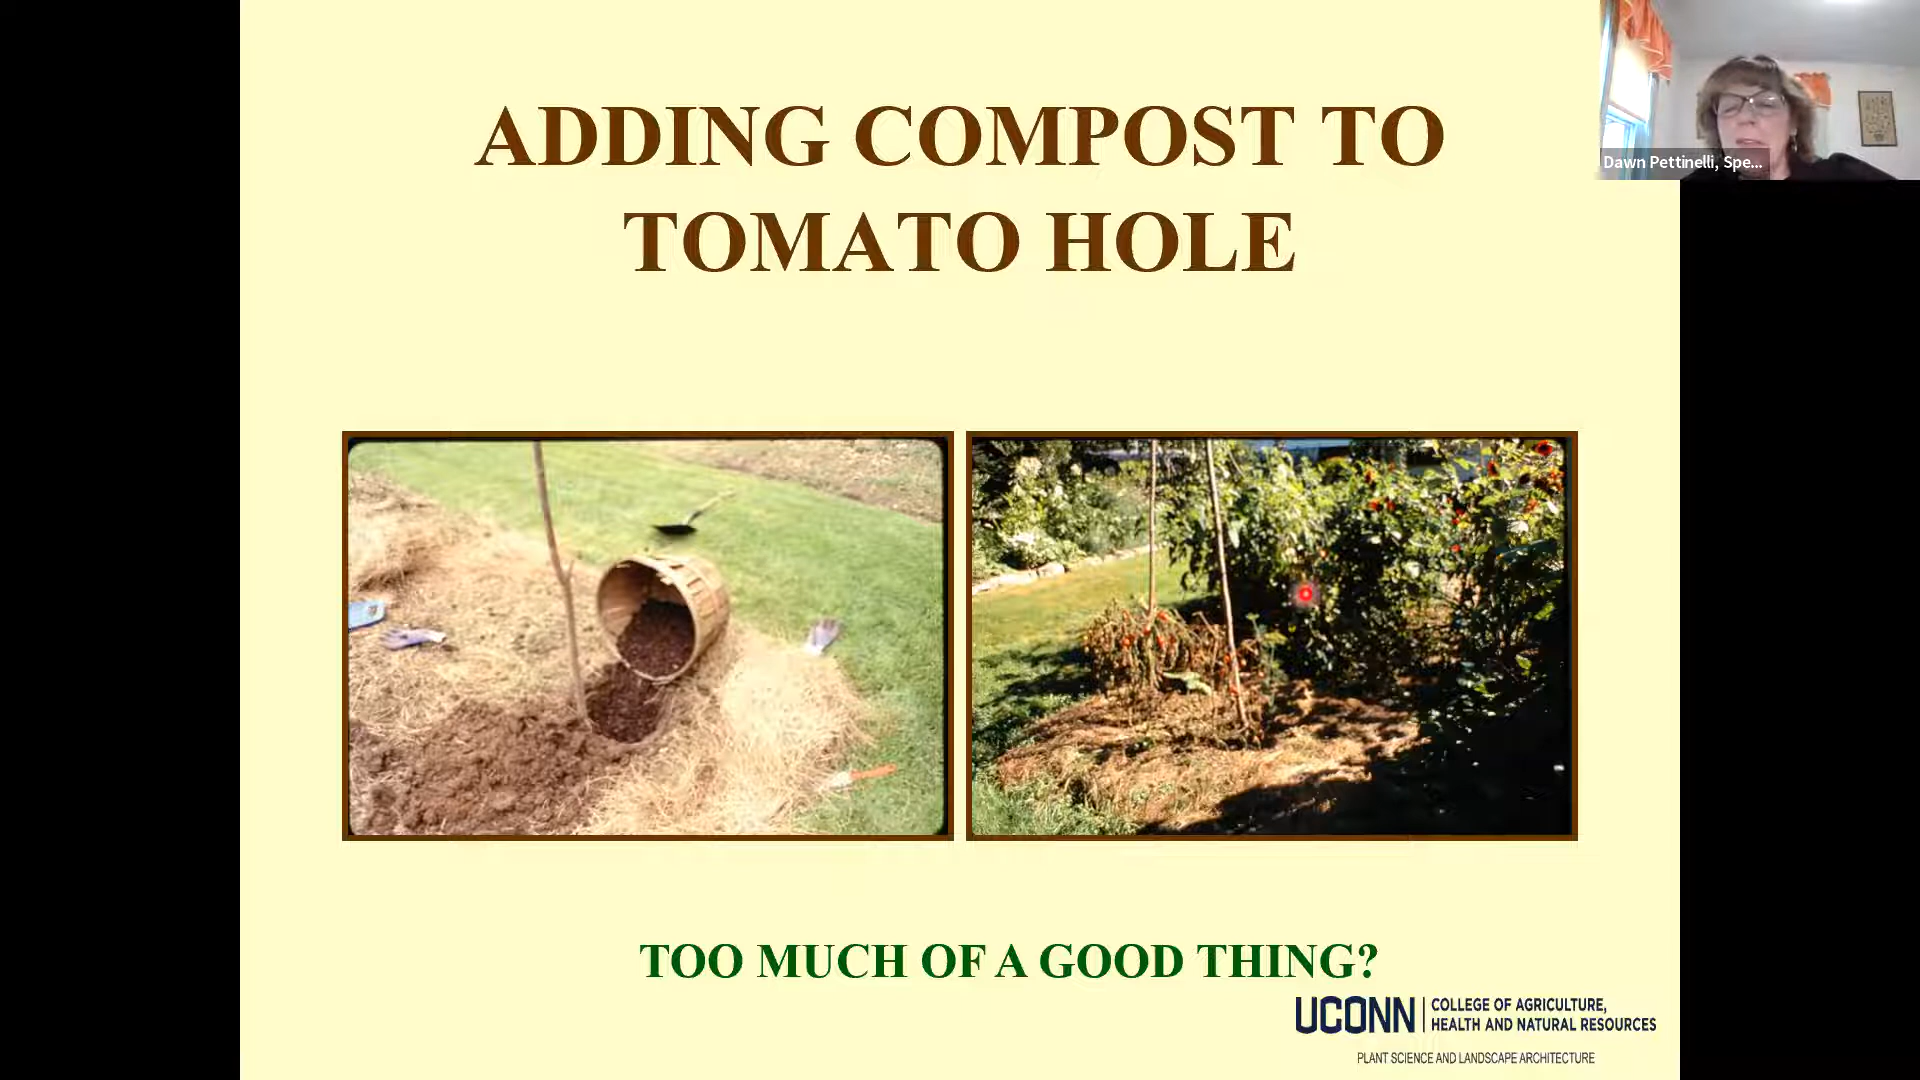 ADDING COMPOST TO
TOMATO HOLE
Dawn Pettinelli, Spe...
TOO MUCH OF A GOOD THING?
UCONN
COLLEGE OF AGRICULTURE,
HEALTH AND NATURAL RESOURCES
PLANT SCIENCE AND LANDSCAPE ARCHITECTURE